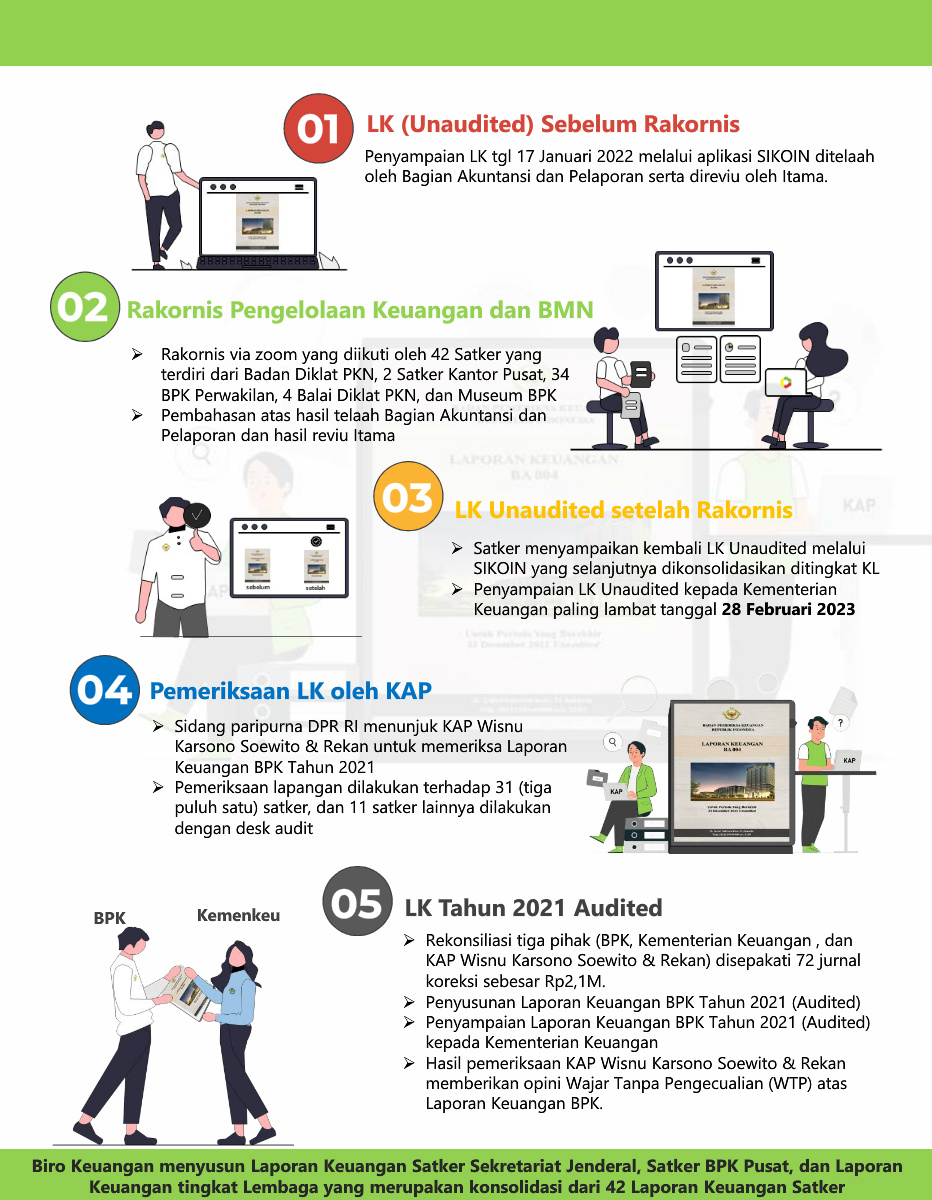 01
LK (Unaudited) Sebelum Rakornis
Penyampaian LK tgl 17 Januari 2022 melalui aplikasi SIKOIN ditelaah
oleh Bagian Akuntansi dan Pelaporan serta direviu oleh Itama.
02
Rakornis Pengelolaan Keuangan dan BMN
➢ Rakornis via zoom yang diikuti oleh 42 Satker yang
terdiri dari Badan Diklat PKN, 2 Satker Kantor Pusat, 34
BPK Perwakilan, 4 Balai Diklat PKN, dan Museum BPK
➢ Pembahasan atas hasil telaah Bagian Akuntansi dan
Pelaporan dan hasil reviu Itama
03
LK Unaudited setelah Rakornis
sebelum
setelah
➢ Satker menyampaikan kembali LK Unaudited melalui
SIKOIN yang selanjutnya dikonsolidasikan ditingkat KL
➢ Penyampaian LK Unaudited kepada Kementerian
Keuangan paling lambat tanggal 28 Februari 2023
04
Pemeriksaan LK oleh KAP
➢ Sidang paripurna DPR RI menunjuk KAP Wisnu
Karsono Soewito & Rekan untuk memeriksa Laporan
Keuangan BPK Tahun 2021
➢ Pemeriksaan lapangan dilakukan terhadap 31 (tiga
puluh satu) satker, dan 11 satker lainnya dilakukan
dengan desk audit
BADAN PEMERIKSA KEUANGAN
REPUBLIK INDONESIA
LAPORAN KEUANGAN
BA 004
Untuk Periode Yang Berakhir
31 Desember 2021 Unaudited
KAP
KAP
?
05
LK Tahun 2021 Audited
BPK
Kemenkeu
➢ Rekonsiliasi tiga pihak (BPK, Kementerian Keuangan , dan
KAP Wisnu Karsono Soewito & Rekan) disepakati 72 jurnal
koreksi sebesar Rp2,1M.
➢ Penyusunan Laporan Keuangan BPK Tahun 2021 (Audited)
➢ Penyampaian Laporan Keuangan BPK Tahun 2021 (Audited)
kepada Kementerian Keuangan
➢ Hasil pemeriksaan KAP Wisnu Karsono Soewito & Rekan
memberikan opini Wajar Tanpa Pengecualian (WTP) atas
Laporan Keuangan BPK.
Biro Keuangan menyusun Laporan Keuangan Satker Sekretariat Jenderal, Satker BPK Pusat, dan Laporan
Keuangan tingkat Lembaga yang merupakan konsolidasi dari 42 Laporan Keuangan Satker